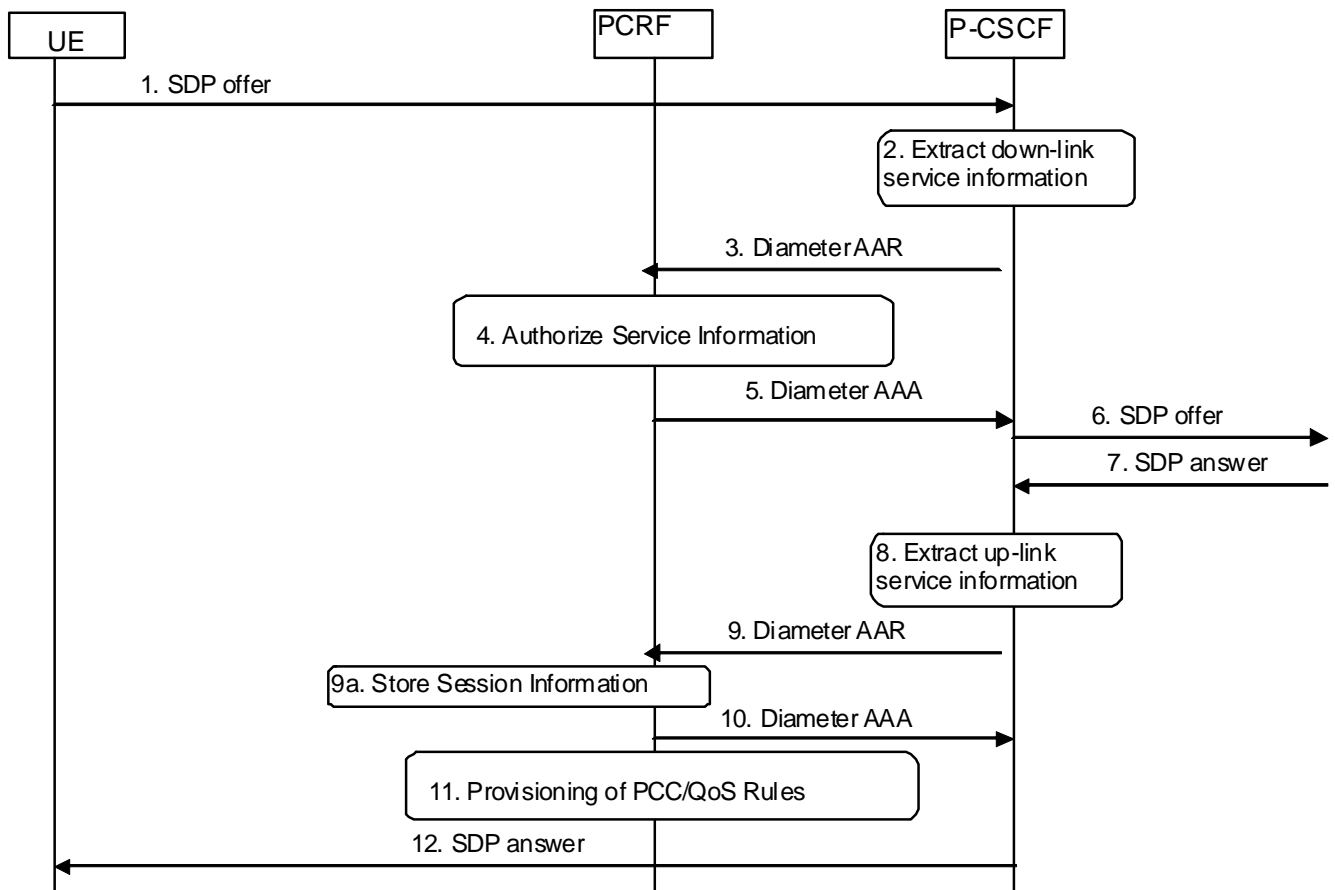 UE
PCRF
P-CSCF
1. SDP offer
2. Extract down-link
service information
3. Diameter AAR
4. Authorize Service Information
5. Diameter AAA
6. SDP offer
7. SDP answer
8. Extract up-link
service information
9. Diameter AAR
9a. Store Session Information
10. Diameter AAA
11. Provisioning of PCC/QoS Rules
12. SDP answer